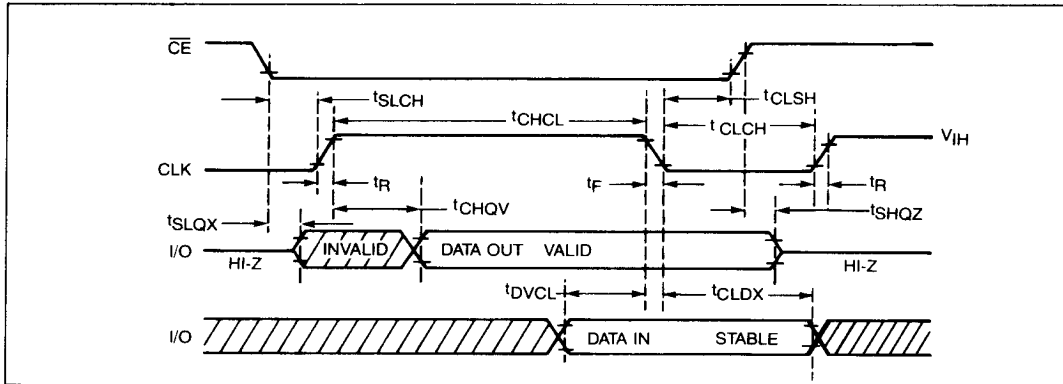 CE
tSLCH
tCLSH
tCHCL
tCLCH
VIH
CLK
tR
tF
tR
tCHQV
tSLQX
tSHQZ
I/O
HI-Z
INVALID
DATA OUT VALID
HI-Z
tDVCL
tCLDX
I/O
DATA IN STABLE